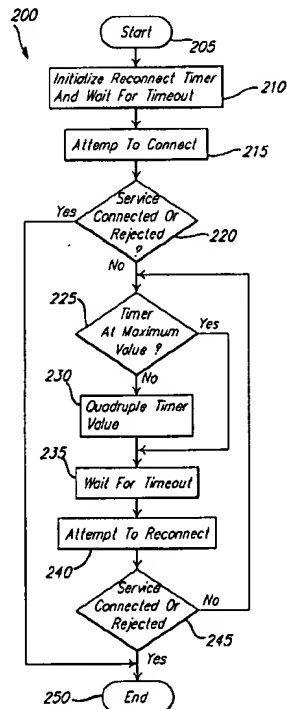 200
Start
205
Initialize Reconnect Timer
And Wait For Timeout
210
Attemp To Connect
215
Yes
Service
Connected Or
Rejected
?
220
No
225
Timer
At Maximum
Value ?
Yes
230
No
Quadruple Timer
Value
235
Wait For Timeout
Attempt To Reconnect
240
Service
Connected Or
Rejected
No
245
Yes
250
End